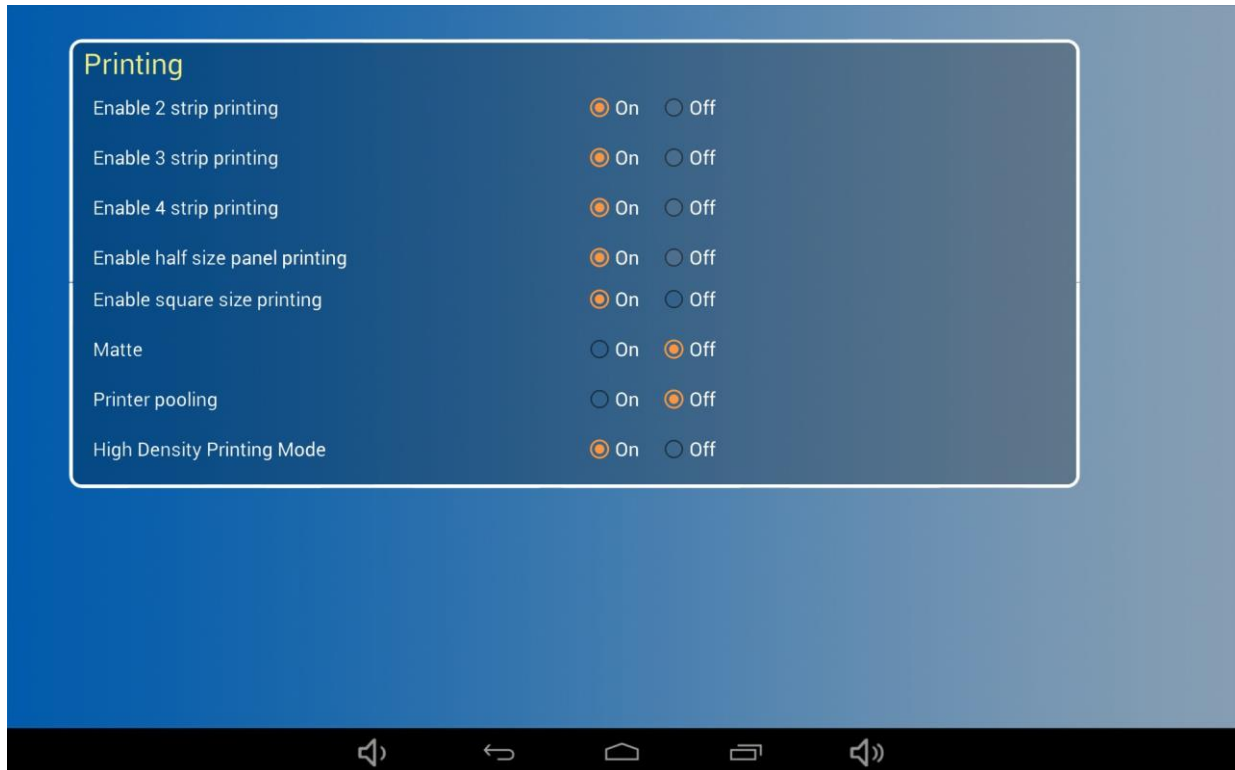 Printing
Enable 2 strip printing On Off
Enable 3 strip printing On Off
Enable 4 strip printing On Off
Enable half size panel printing On Off
Enable square size printing On Off
Matte On Off
Printer pooling On Off
High Density Printing Mode On Off